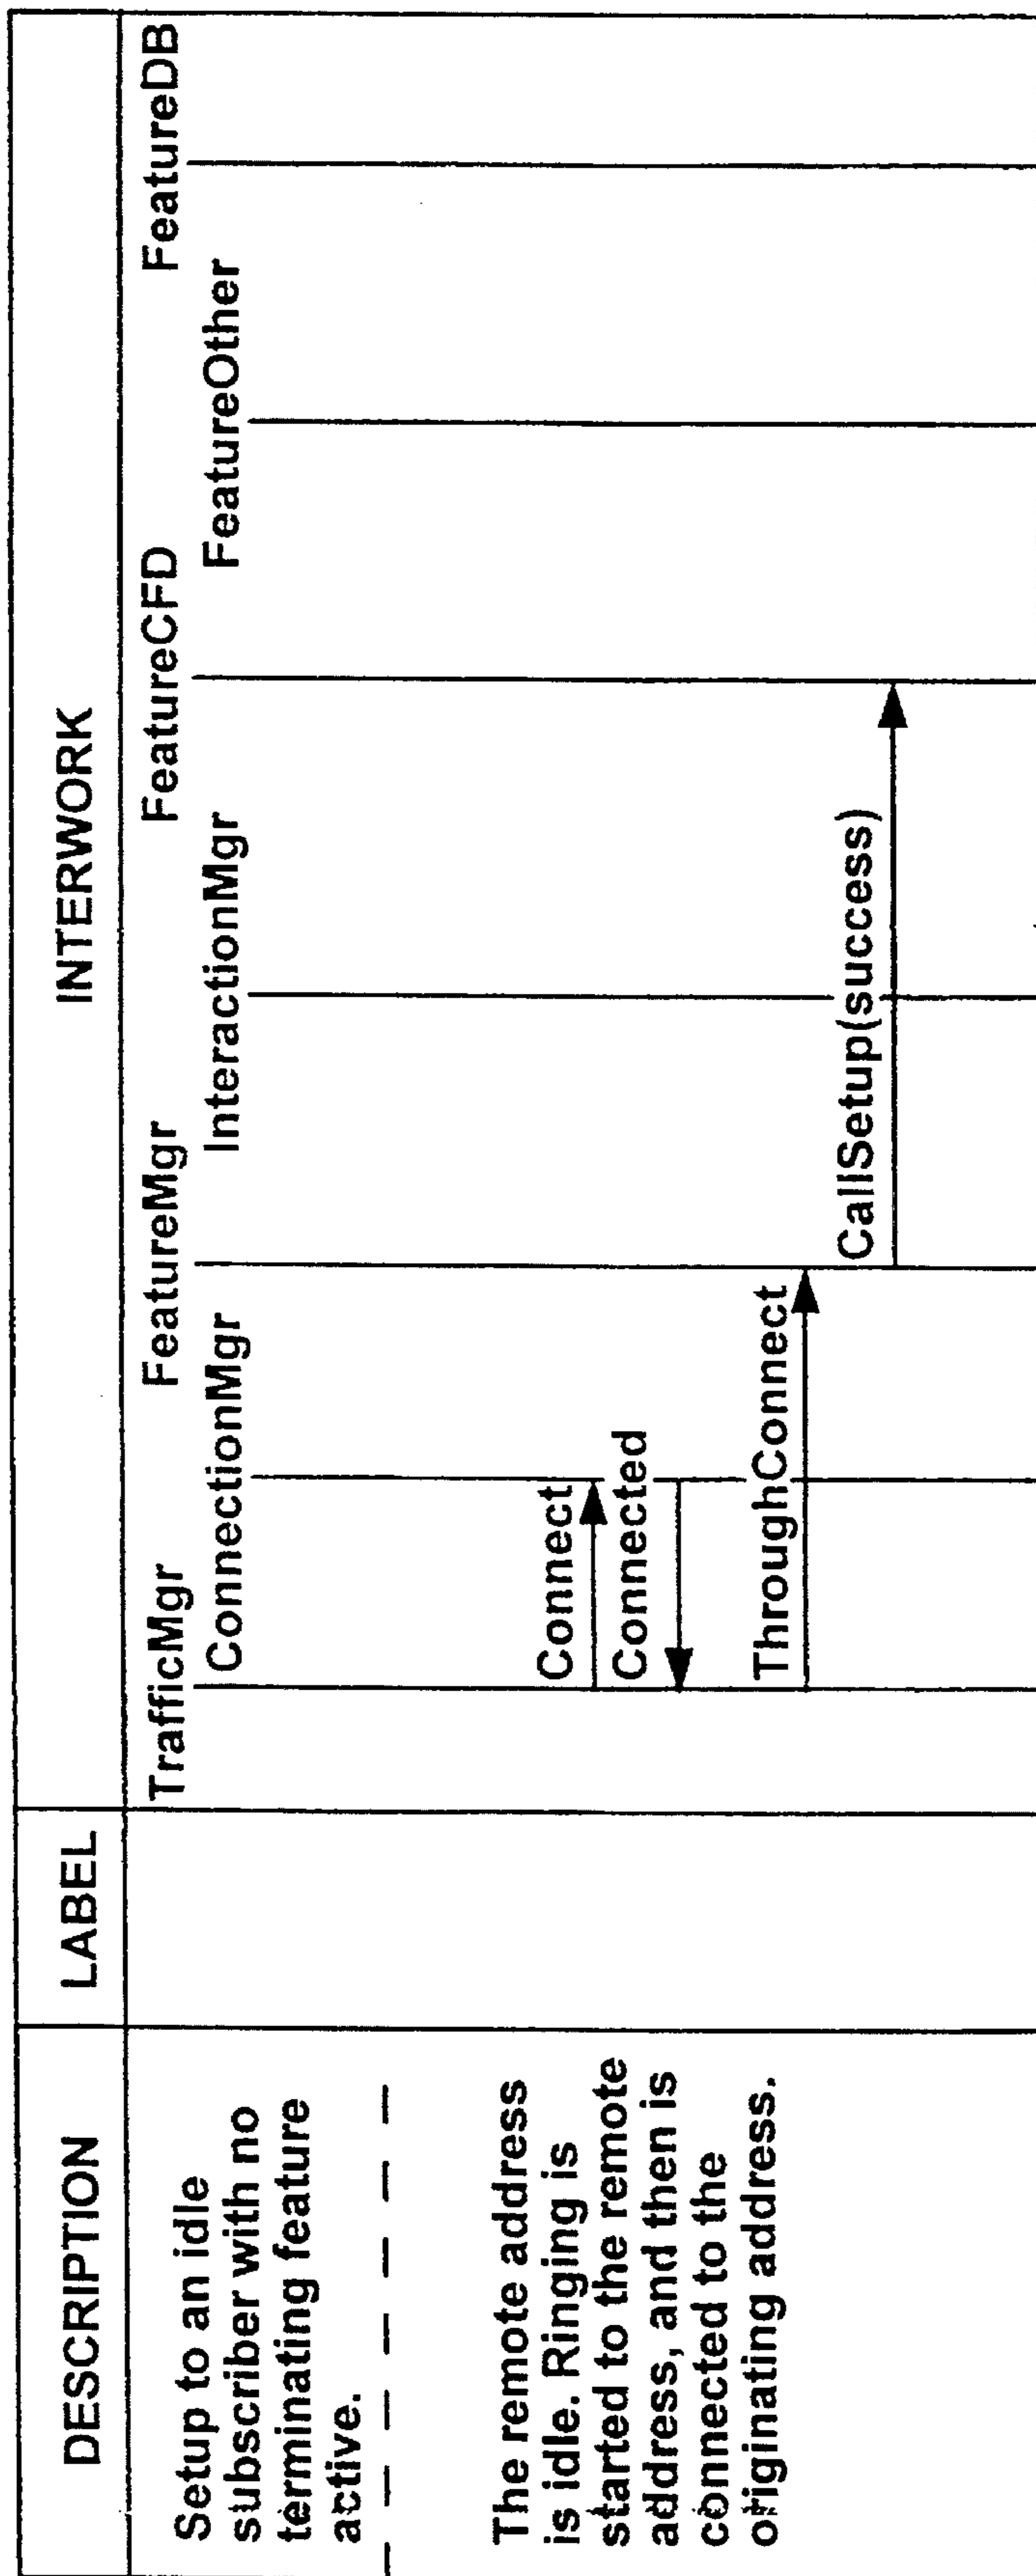 DESCRIPTION
LABEL
INTERWORK
Setup to an idle
subscriber with no
terminating feature
active.
The remote address
is idle. Ringing is
started to the remote
address, and then is
connected to the
originating address.
TrafficMgr
FeatureMgr
FeatureCFD
FeatureDB
ConnectionMgr
InteractionMgr
FeatureOther
Connect
Connected
ThroughConnect
CallSetup(success)